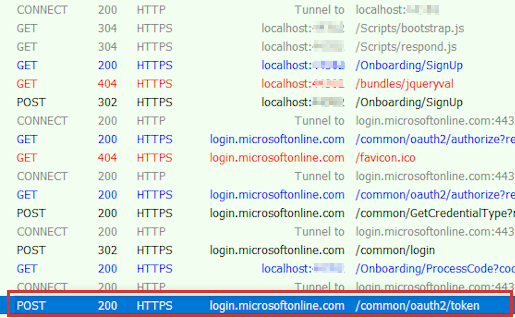 CONNECT 200 HTTP Tunnel to localhost:
GET 304 HTTPS localhost: /Scripts/bootstrap.js
GET 304 HTTPS localhost: /Scripts/respond.js
GET 200 HTTPS localhost: /Onboarding/SignUp
GET 404 HTTPS localhost: /bundles/jqueryval
POST 302 HTTPS localhost: /Onboarding/SignUp
CONNECT 200 HTTP Tunnel to login.microsoftonline.com:443
GET 200 HTTPS login.microsoftonline.com /common/oauth2/authorize?re
GET 404 HTTPS login.microsoftonline.com /favicon.ico
CONNECT 200 HTTP Tunnel to login.microsoftonline.com:443
GET 200 HTTPS login.microsoftonline.com /common/oauth2/authorize?re
POST 200 HTTPS login.microsoftonline.com /common/GetCredentialType?
CONNECT 200 HTTP Tunnel to login.microsoftonline.com:443
POST 302 HTTPS login.microsoftonline.com /common/login
GET 200 HTTPS localhost: /Onboarding/ProcessCode?cod
CONNECT 200 HTTP Tunnel to login.microsoftonline.com:443
POST 200 HTTPS login.microsoftonline.com /common/oauth2/token